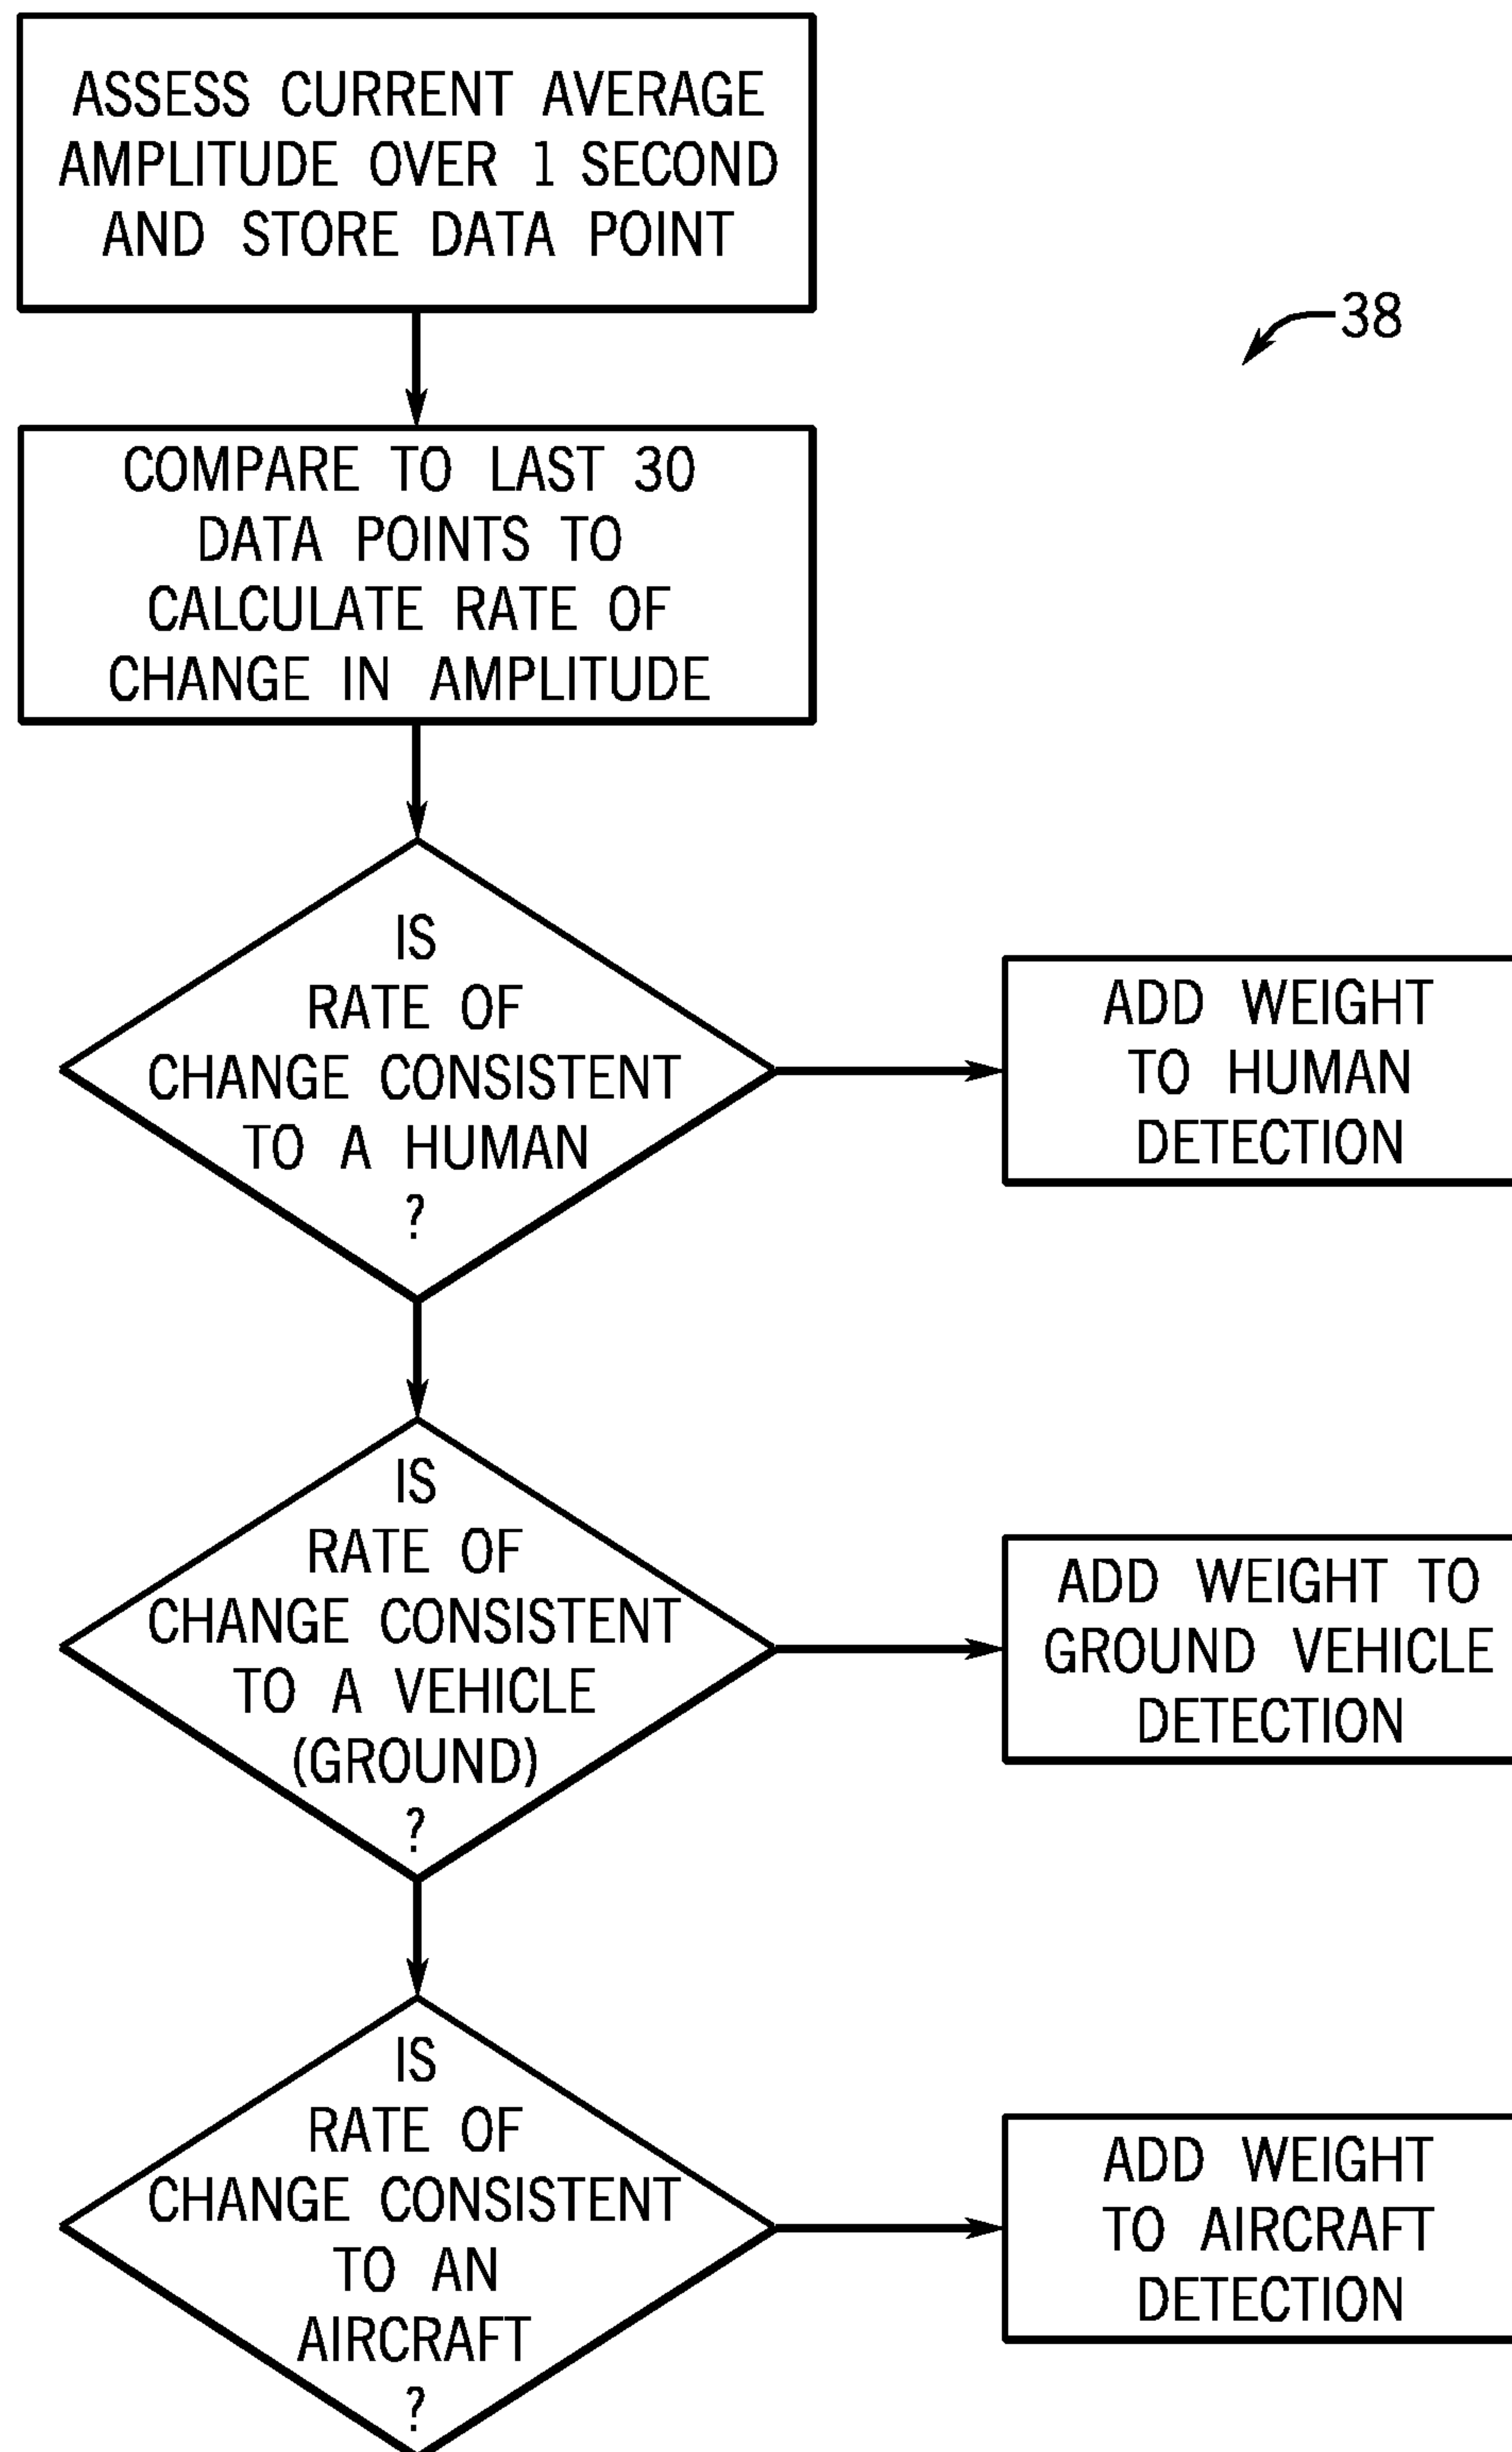 ASSESS CURRENT AVERAGE
AMPLITUDE OVER 1 SECOND
AND STORE DATA POINT
38
COMPARE TO LAST 30
DATA POINTS TO
CALCULATE RATE OF
CHANGE IN AMPLITUDE
IS
RATE OF
CHANGE CONSISTENT
TO A HUMAN
?
ADD WEIGHT
TO HUMAN
DETECTION
IS
RATE OF
CHANGE CONSISTENT
TO A VEHICLE
(GROUND)
?
ADD WEIGHT TO
GROUND VEHICLE
DETECTION
IS
RATE OF
CHANGE CONSISTENT
TO AN
AIRCRAFT
?
ADD WEIGHT
TO AIRCRAFT
DETECTION